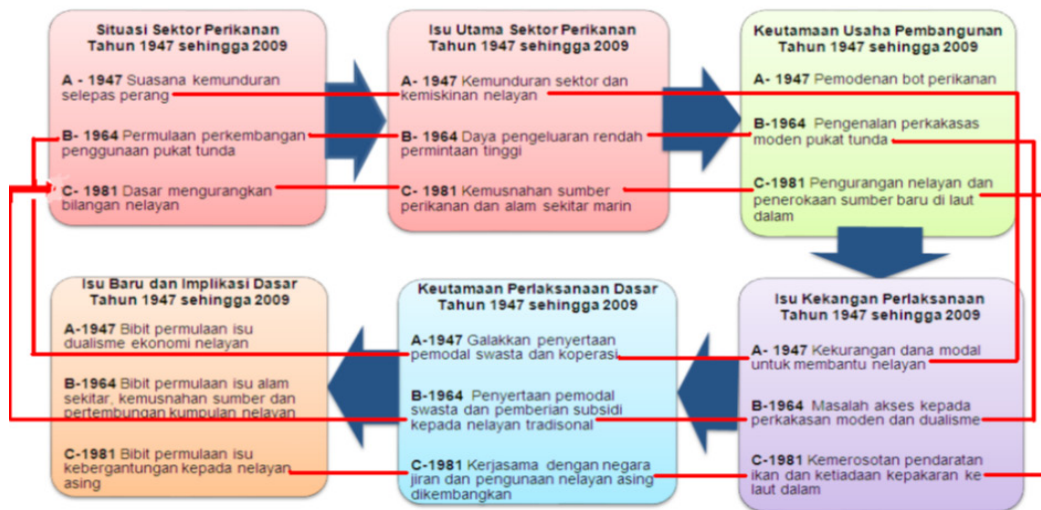 Situasi Sektor Perikanan
Tahun 1947 sehingga 2009
A - 1947 Suasana kemunduran
selepas perang
B- 1964 Permulaan perkembangan
penggunaan pukat tunda
C- 1981 Dasar mengurangkan
bilangan nelayan
Isu Utama Sektor Perikanan
Tahun 1947 sehingga 2009
A- 1947 Kemunduran sektor dan
kemiskinan nelayan
B- 1964 Daya pengeluaran rendah
permintaan tinggi
C- 1981 Kemusnahan sumber
perikanan dan alam sekitar marin
Keutamaan Usaha Pembangunan
Tahun 1947 sehingga 2009
A- 1947 Pemodenan bot perikanan
B-1964 Pengenalan perkakasas
moden pukat tunda
C-1981 Pengurangan nelayan dan
penerokaan sumber baru di laut
dalam
Isu Kekangan Perlaksanaan
Tahun 1947 sehingga 2009
A- 1947 Kekurangan dana modal
untuk membantu nelayan
B-1964 Masalah akses kepada
perkakasan moden dan dualisme
C-1981 Kemerosotan pendaratan
ikan dan ketiadaan kepakaran ke
laut dalam
Keutamaan Perlaksanaan Dasar
Tahun 1947 sehingga 2009
A-1947 Galakkan penyertaan
pemodal swasta dan koperasi
B-1964 Penyertaan pemodal
swasta dan pemberian subsidi
kepada nelayan tradisonal
C-1981 Kerjasama dengan negara
jiran dan pengunaan nelayan asing
dikembangkan
Isu Baru dan Implikasi Dasar
Tahun 1947 sehingga 2009
A-1947 Bibit permulaan isu
dualisme ekonomi nelayan
B-1964 Bibit permulaan isu alam
sekitar, kemusnahan sumber dan
pertembungan kumpulan nelayan
C-1981 Bibit permulaan isu
kebergantungan kepada nelayan
asing